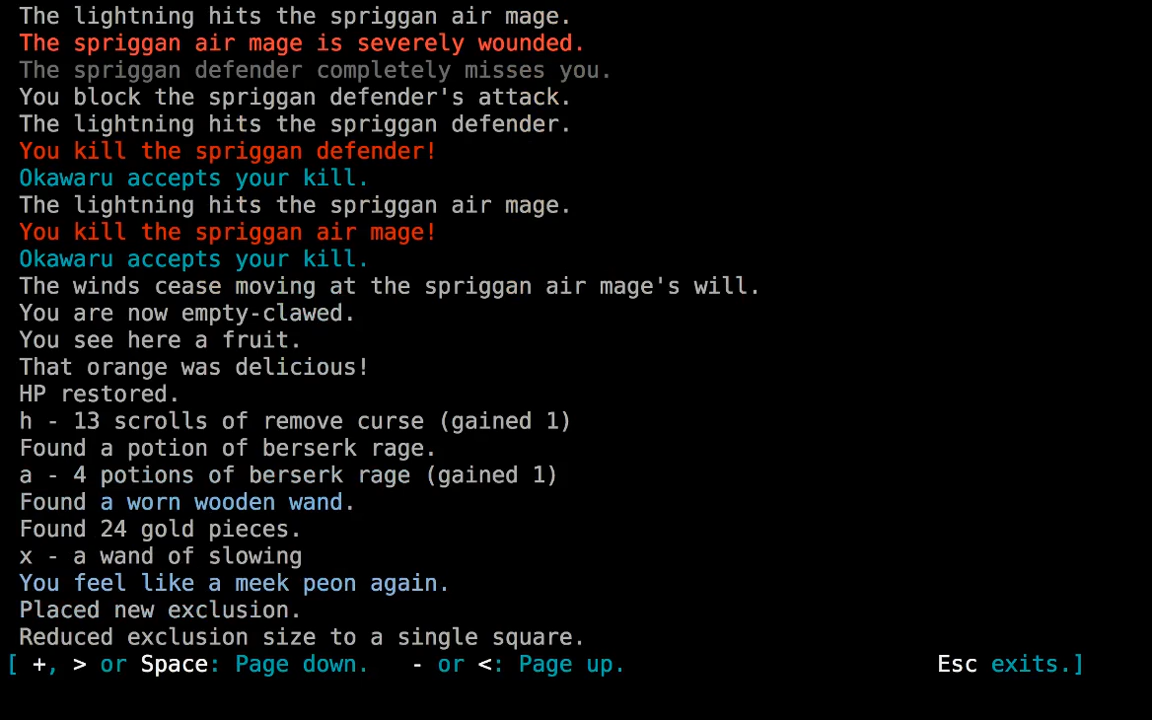 The lightning hits the spriggan air mage.
The spriggan air mage is severely wounded.
The spriggan defender completely misses you.
You block the spriggan defender's attack.
The lightning hits the spriggan defender.
You kill the spriggan defender!
Okawaru accepts your kill.
The lightning hits the spriggan air mage.
You kill the spriggan air mage!
Okawaru accepts your kill.
The winds cease moving at the spriggan air mage's will.
You are now empty-clawed.
You see here a fruit.
That orange was delicious!
HP restored.
h - 13 scrolls of remove curse (gained 1)
Found a potion of berserk rage.
a - 4 potions of berserk rage (gained 1)
Found a worn wooden wand.
Found 24 gold pieces.
x - a wand of slowing
You feel like a meek peon again.
Placed new exclusion.
Reduced exclusion size to a single square.
[ +, > or Space: Page down.   - or <: Page up.                       Esc exits.]